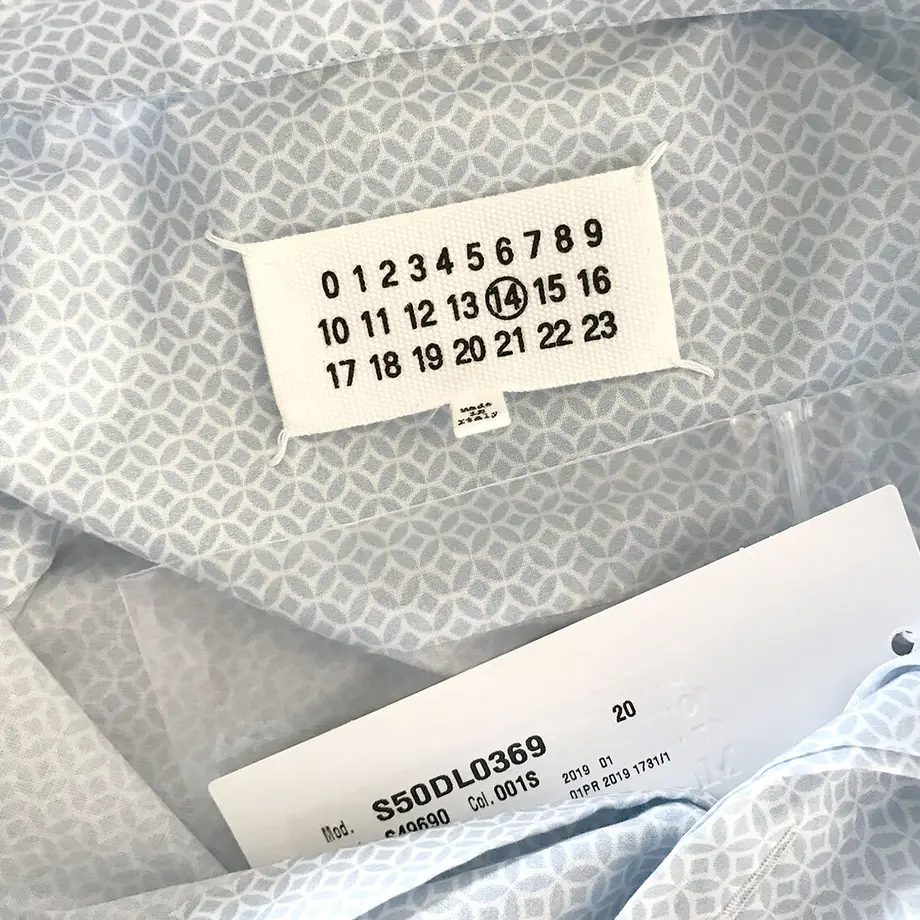 0 1 2 3 4 5 6 7 8 9
10 11 12 13 14 15 16
17 18 19 20 21 22 23
Made
in
Italy
20
Mod. S50DL0369
S49690 Col. 001S
2019 01
01PR 2019 1731/1